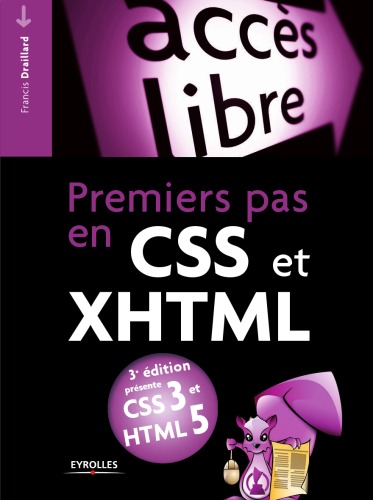 Francis Draillard
accès
libre
Premiers pas
en CSS et
XHTML
3e édition
présente
CSS 3 et
HTML 5
EYROLLES